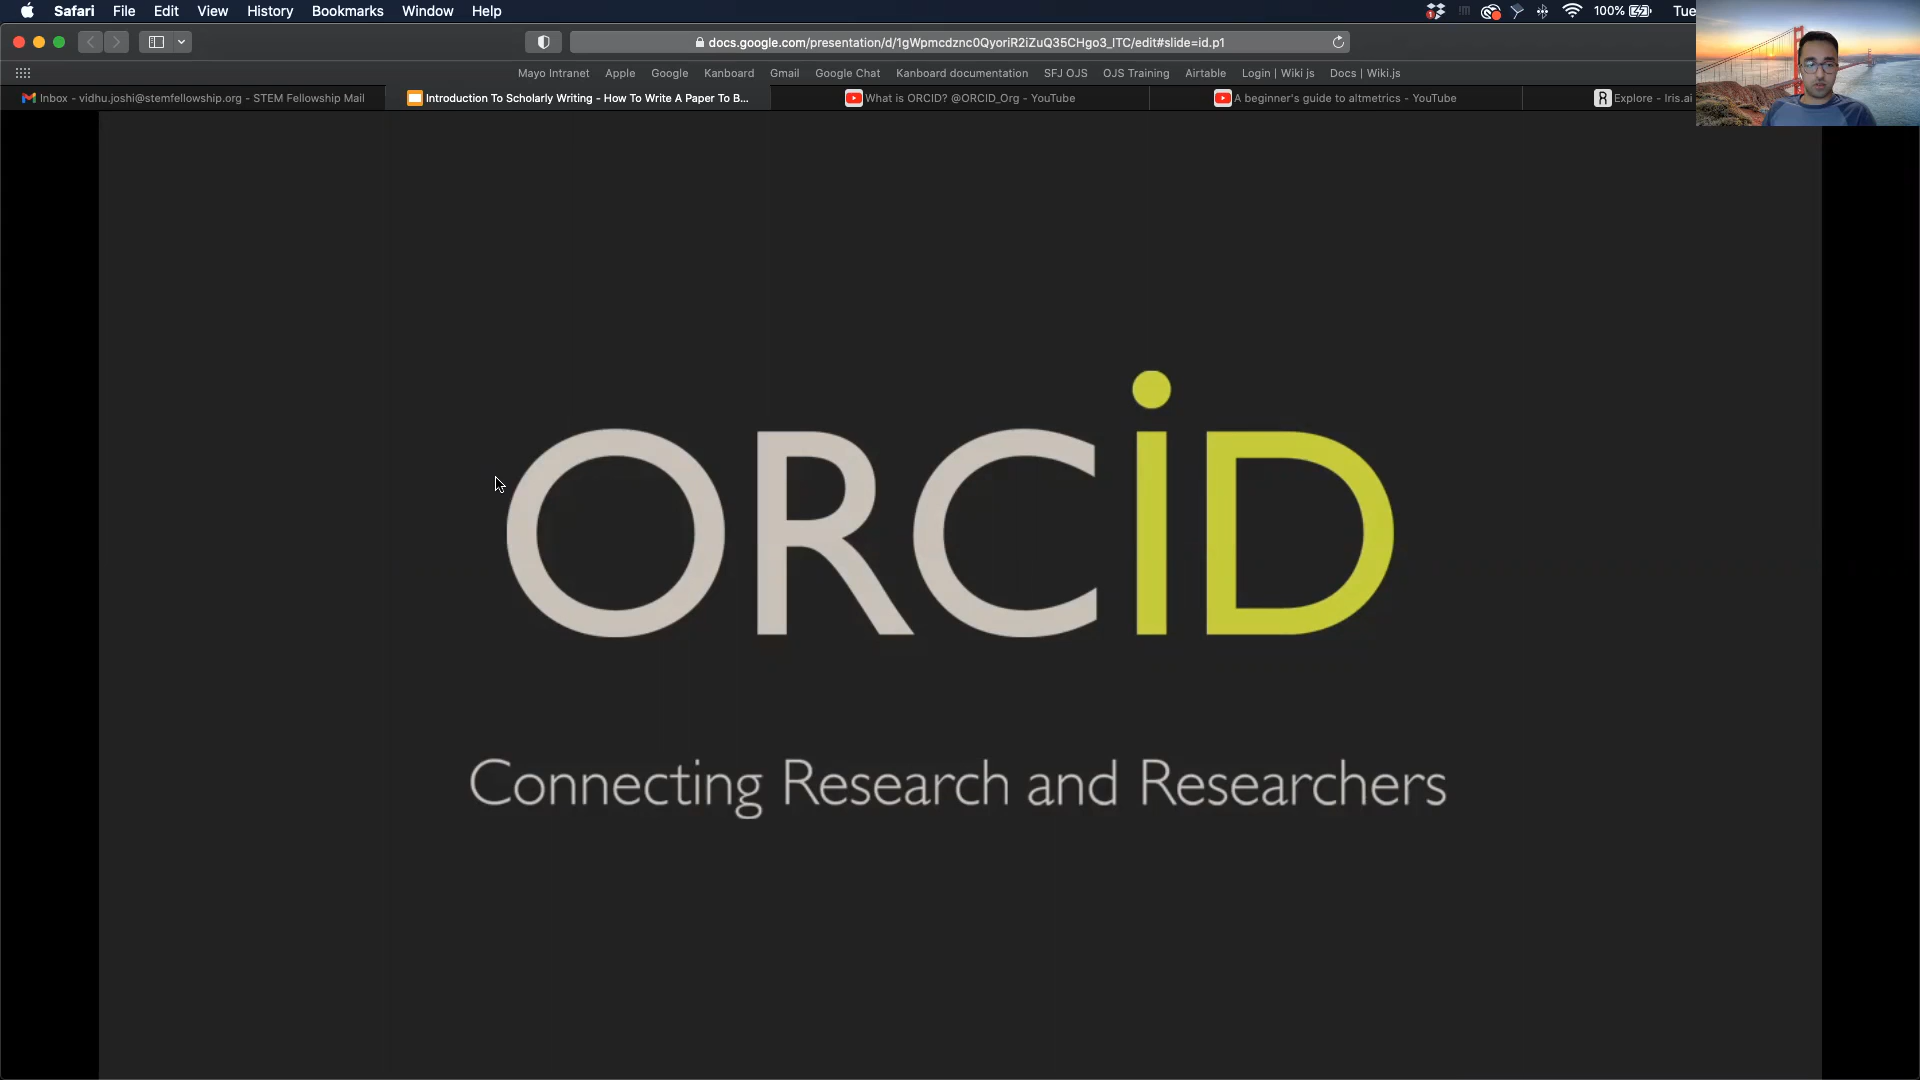 Safari File Edit View History Bookmarks Window Help 100% Tue
docs.google.com/presentation/d/1gWpmcdznc0QyoriR2iZuQ35CHgo3_lTC/edit#slide=id.p1
Mayo Intranet Apple Google Kanboard Gmail Google Chat Kanboard documentation SFJ OJS OJS Training Airtable Login | Wiki js Docs | Wiki.js
Inbox - vidhu.joshi@stemfellowship.org - STEM Fellowship Mail Introduction To Scholarly Writing - How To Write A Paper To B... What is ORCID? @ORCID_Org - YouTube A beginner's guide to altmetrics - YouTube R Explore - Iris.ai
ORCiD
Connecting Research and Researchers